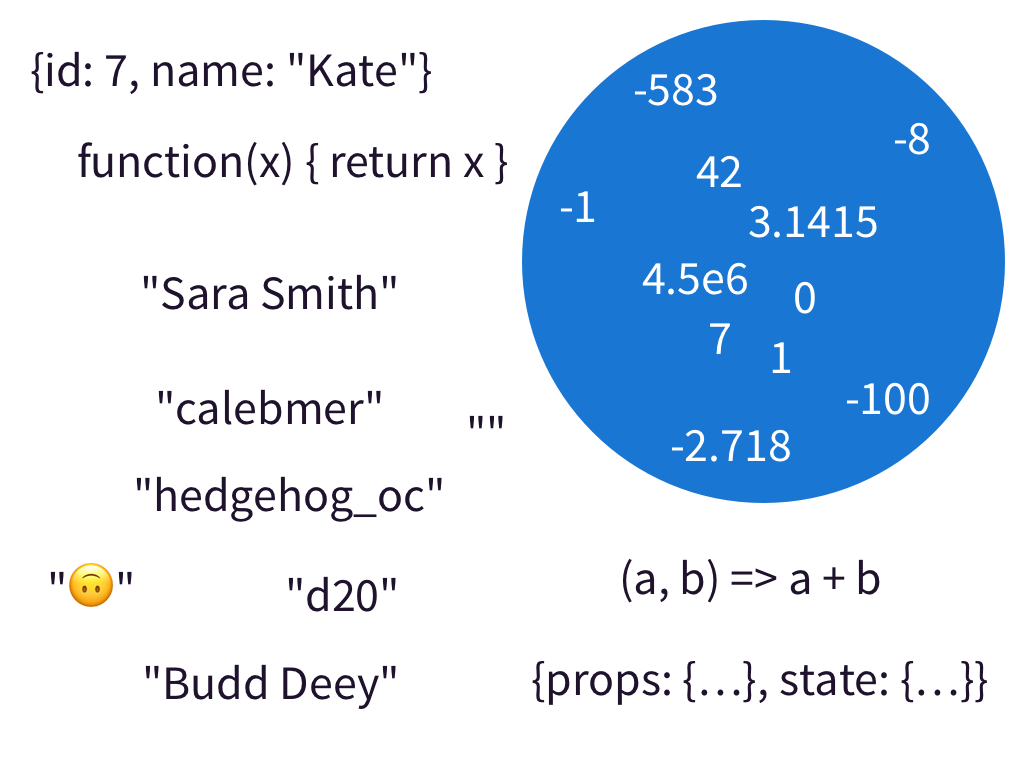 {id: 7, name: "Kate"}
function(x) { return x }
"Sara Smith"
"calebmer"
""
"hedgehog_oc"
"🙃"
"d20"
"Budd Deey"
-583
-8
42
-1
3.1415
4.5e6
0
7
1
-100
-2.718
(a, b) => a + b
{props: {…}, state: {…}}